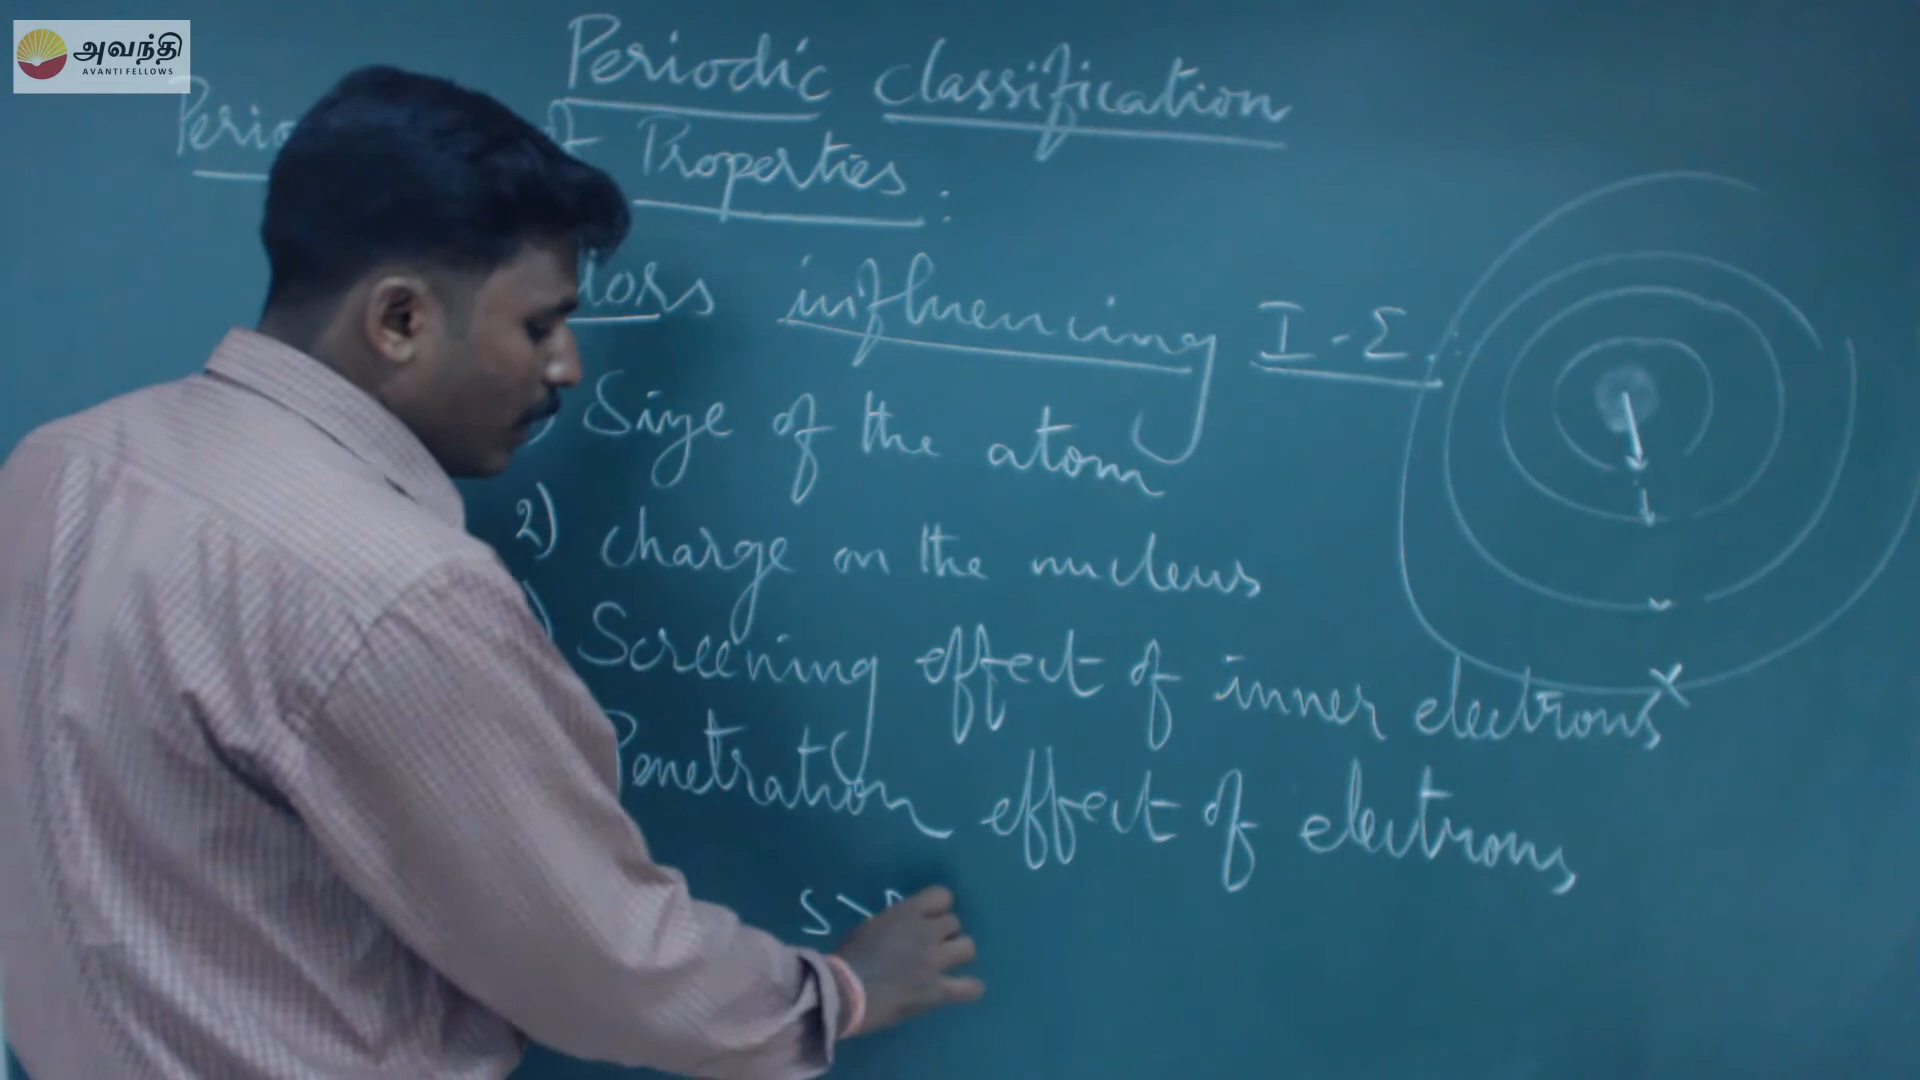 அவந்தி
AVANTI FELLOWS
Periodic classification
Properties:
influencing I-E:
Size of the atom
2) Charge on the nucleus
Screening effect of inner electrons
Penetration effect of electrons
S >